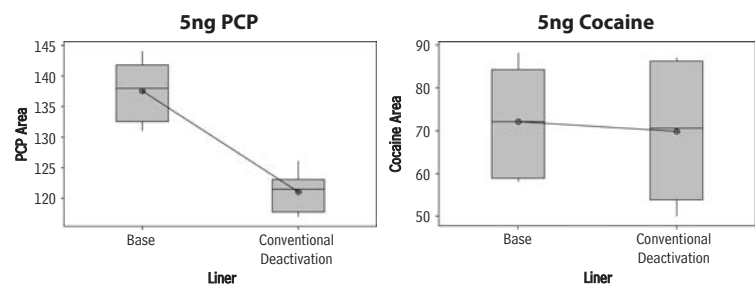 5ng PCP
145
140
135
130
125
120
PCP Area
Base
Conventional
Deactivation
Liner
5ng Cocaine
90
80
70
60
50
Cocaine Area
Base
Conventional
Deactivation
Liner